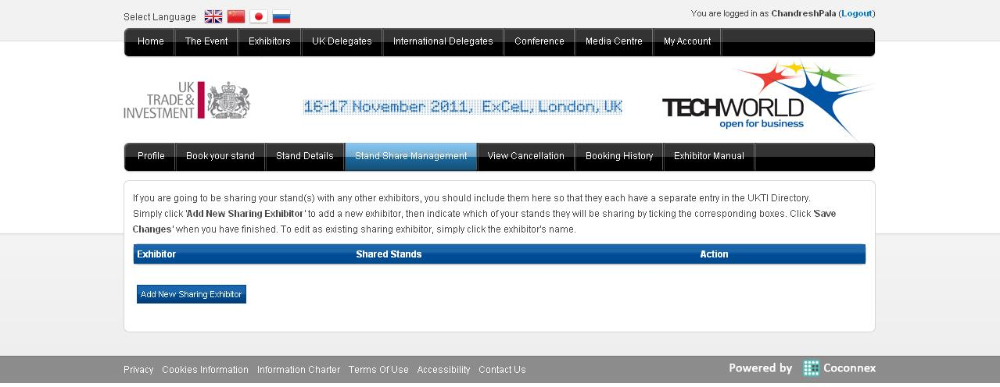 Select Language
You are logged in as ChandreshPala (Logout)
Home The Event Exhibitors UK Delegates International Delegates Conference Media Centre My Account
UK
TRADE &
INVESTMENT
16-17 November 2011, ExCeL, London, UK
TECHWORLD
open for business
Profile Book your stand Stand Details Stand Share Management View Cancellation Booking History Exhibitor Manual
If you are going to be sharing your stand(s) with any other exhibitors, you should include them here so that they each have a separate entry in the UKTI Directory.
Simply click 'Add New Sharing Exhibitor' to add a new exhibitor, then indicate which of your stands they will be sharing by ticking the corresponding boxes. Click 'Save
Changes' when you have finished. To edit as existing sharing exhibitor, simply click the exhibitor's name.
Exhibitor Shared Stands Action
Add New Sharing Exhibitor
Privacy Cookies Information Information Charter Terms Of Use Accessibility Contact Us
Powered by Coconnex